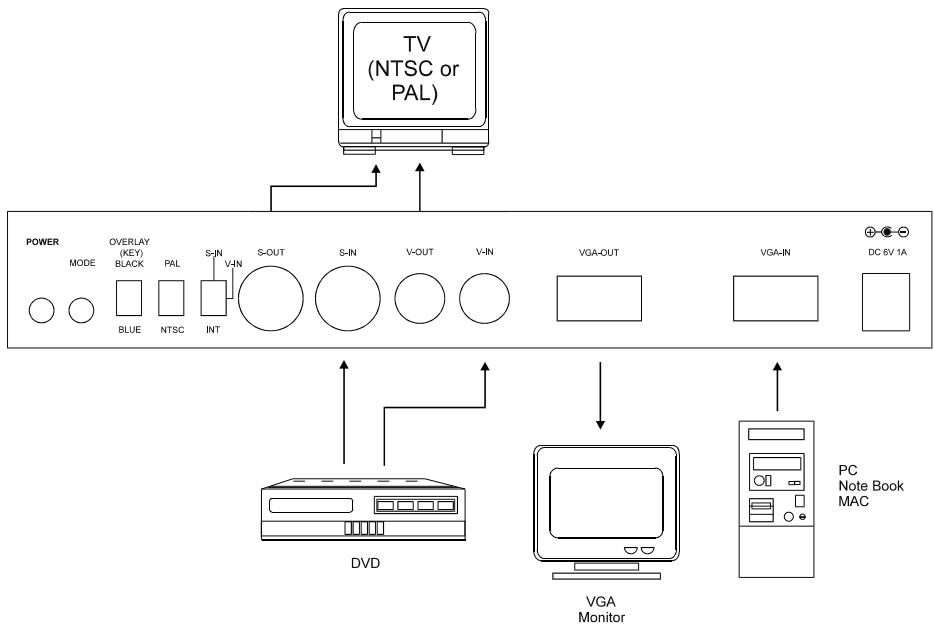 TV
(NTSC or
PAL)
POWER
MODE
OVERLAY
(KEY)
BLACK
BLUE
PAL
NTSC
S-IN
V-IN
INT
S-OUT
S-IN
V-OUT
V-IN
VGA-OUT
VGA-IN
DC 6V 1A
DVD
VGA
Monitor
PC
Note Book
MAC